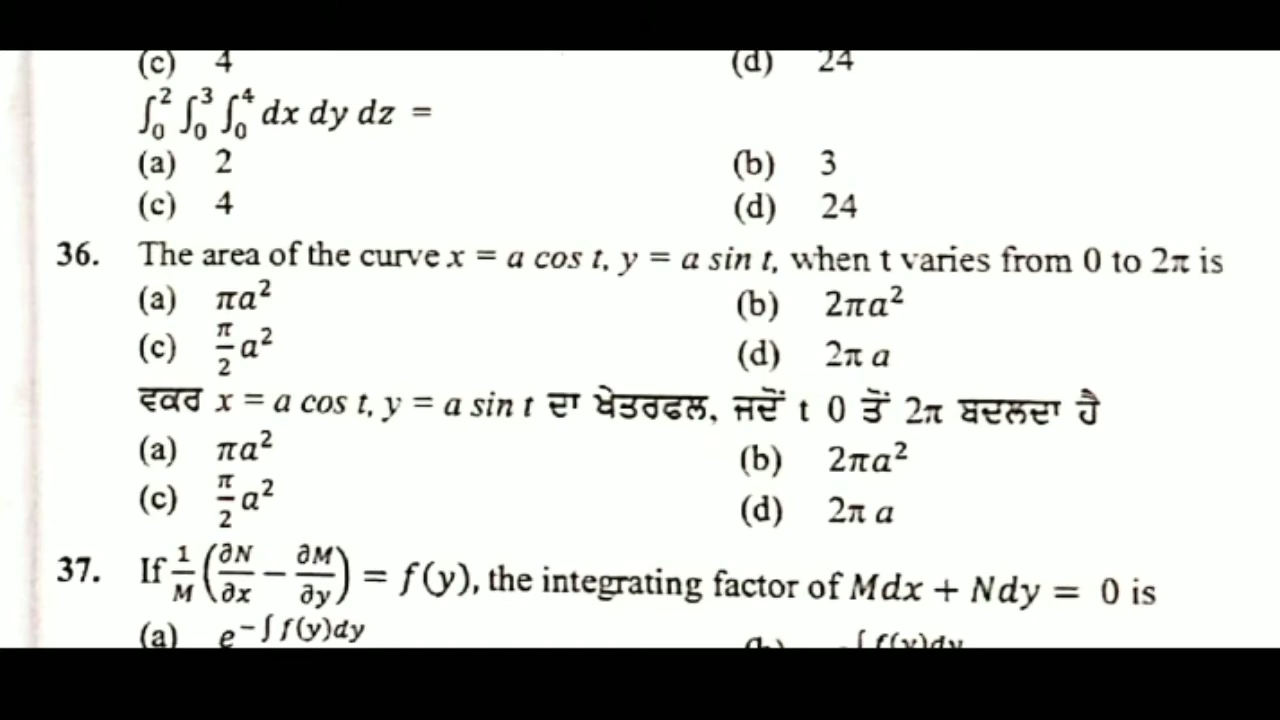 (c) 4 (d) 24
∫₀² ∫₀³ ∫₀⁴ dx dy dz =
(a) 2 (b) 3
(c) 4 (d) 24
36. The area of the curve x = a cos t, y = a sin t, when t varies from 0 to 2π is
(a) πa² (b) 2πa²
(c) π/2 a² (d) 2π a
ਵਕਰ x = a cos t, y = a sin t ਦਾ ਖੇਤਰਫਲ, ਜਦੋਂ t 0 ਤੋਂ 2π ਬਦਲਦਾ ਹੈ
(a) πa² (b) 2πa²
(c) π/2 a² (d) 2π a
37. If 1/M (∂N/∂x − ∂M/∂y) = f(y), the integrating factor of Mdx + Ndy = 0 is
(a) e^−∫f(y)dy ∫f(y)dy